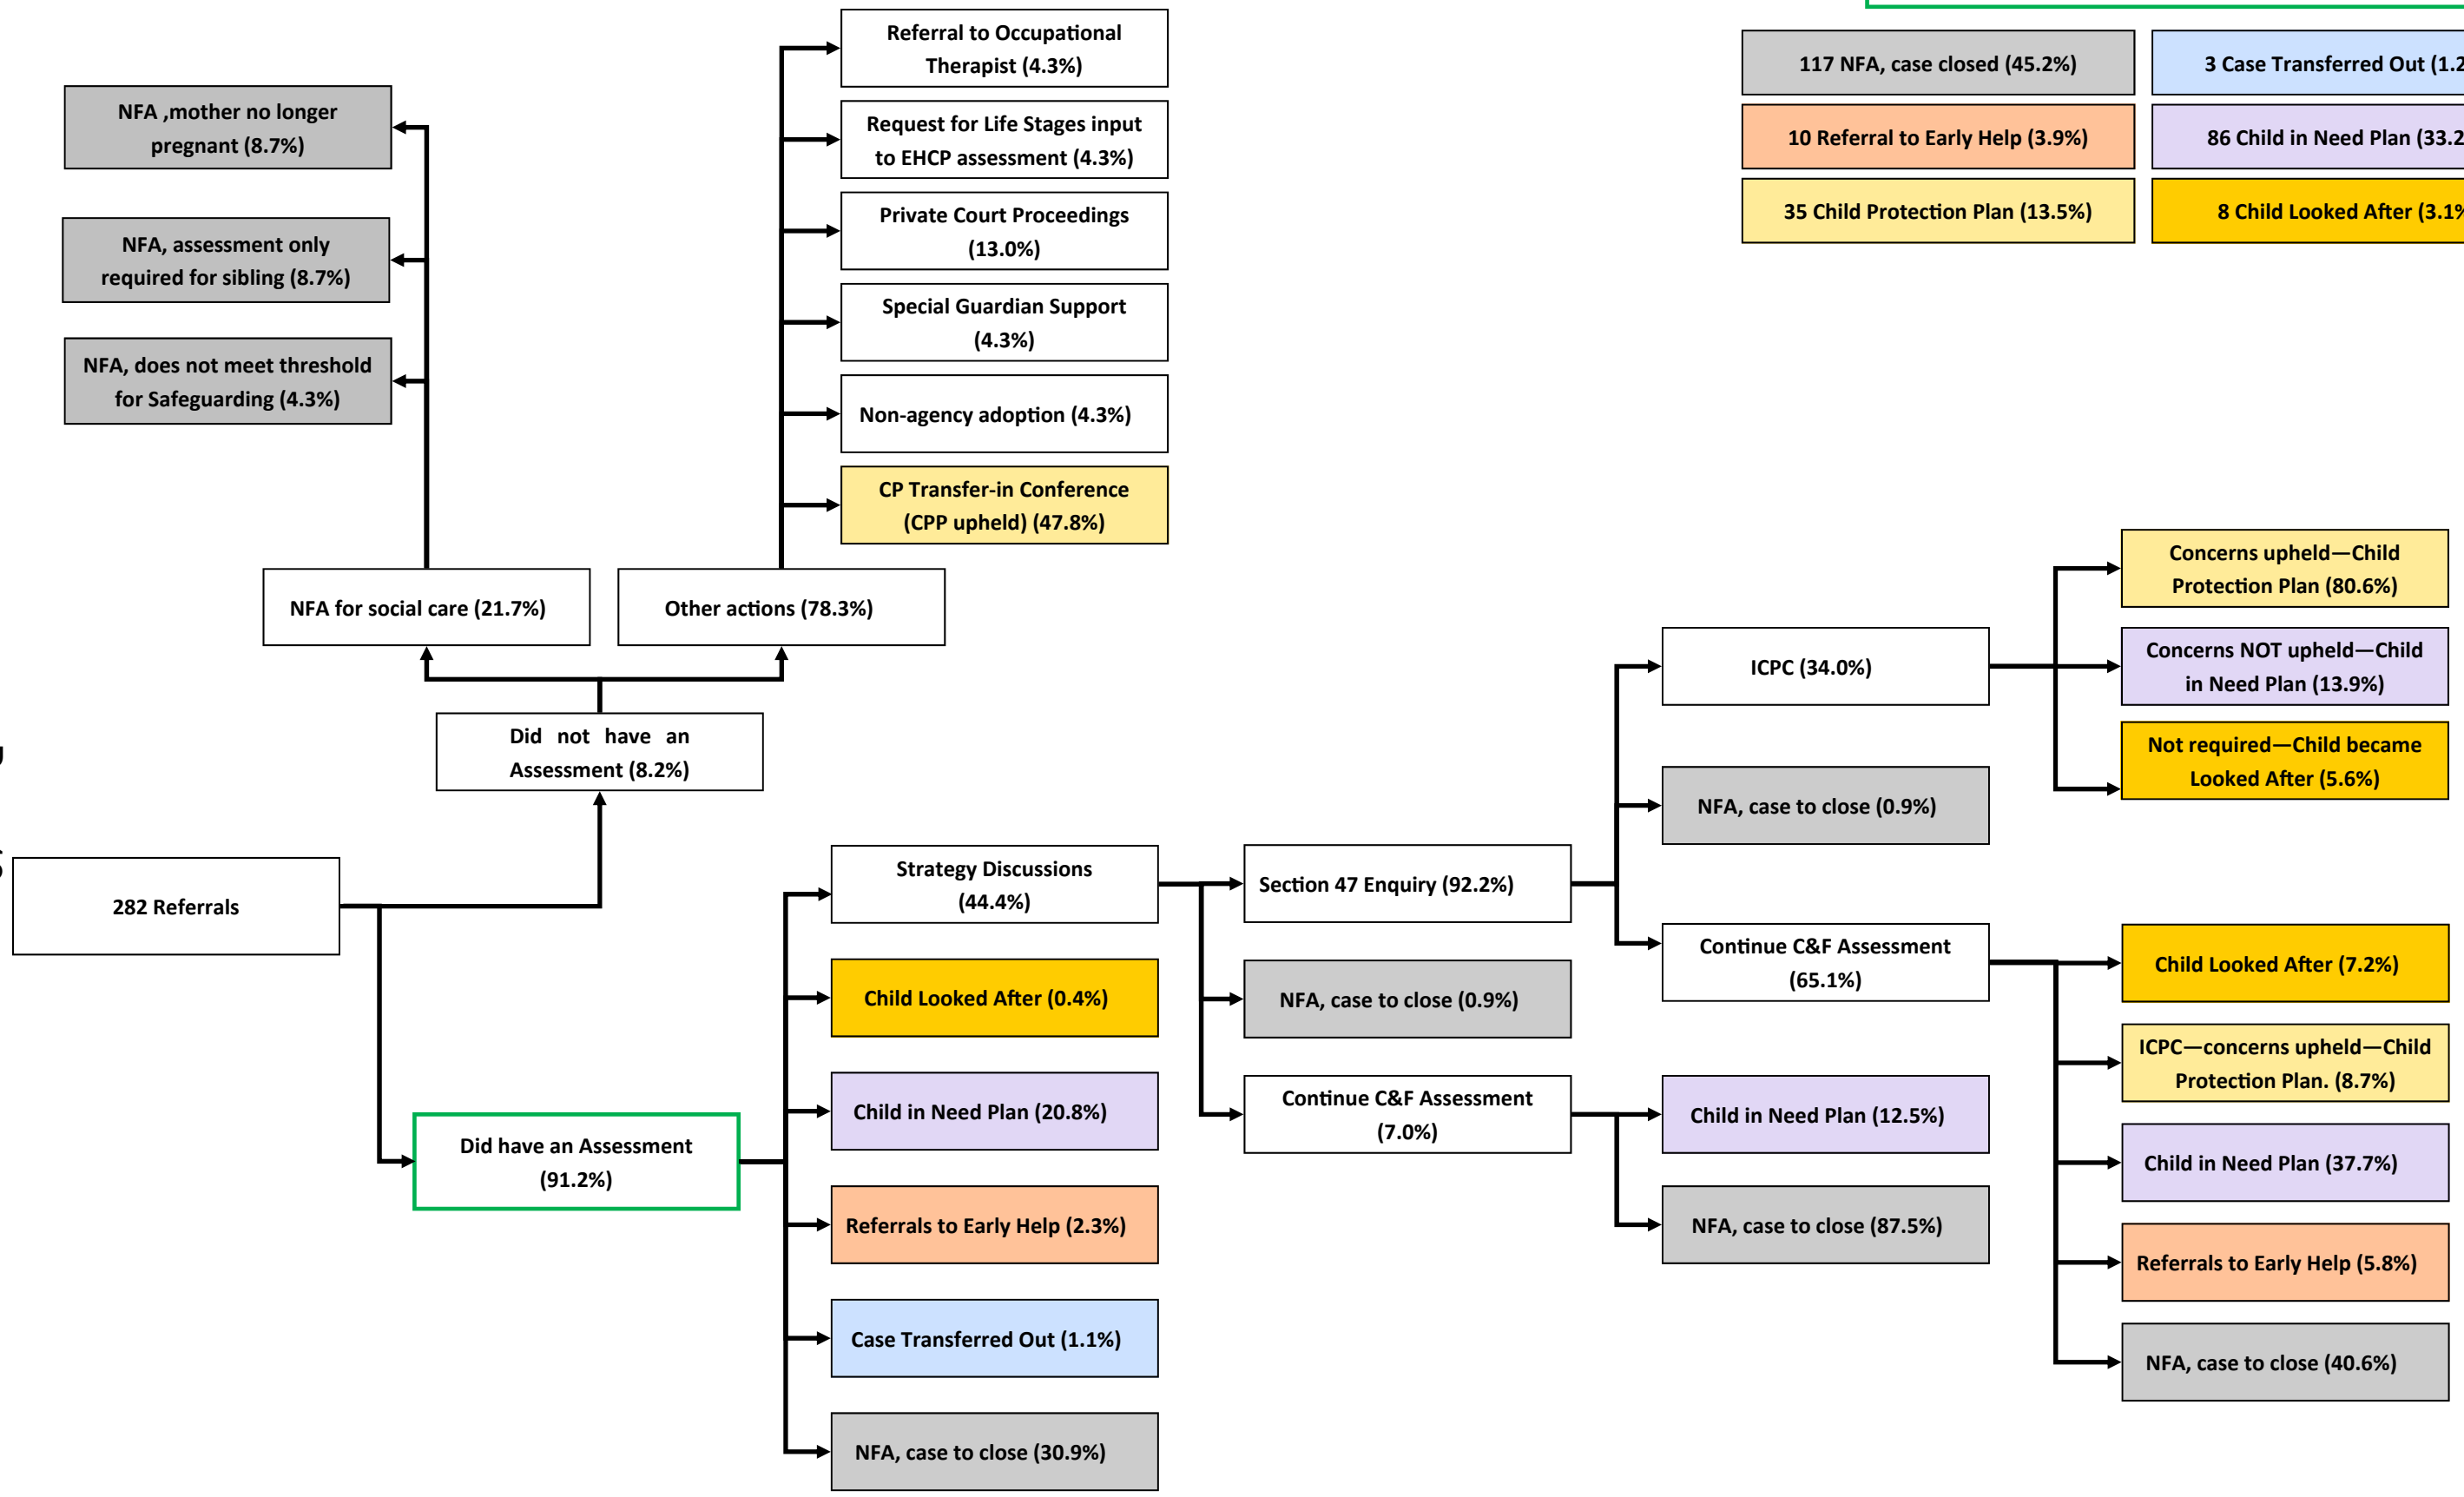 Referral to Occupational
Therapist (4.3%)
Request for Life Stages input
to EHCP assessment (4.3%)
Private Court Proceedings
(13.0%)
Special Guardian Support
(4.3%)
Non-agency adoption (4.3%)
CP Transfer-in Conference
(CPP upheld) (47.8%)
117 NFA, case closed (45.2%)
3 Case Transferred Out (1.2
10 Referral to Early Help (3.9%)
86 Child in Need Plan (33.2
35 Child Protection Plan (13.5%)
8 Child Looked After (3.1%
NFA ,mother no longer
pregnant (8.7%)
NFA, assessment only
required for sibling (8.7%)
NFA, does not meet threshold
for Safeguarding (4.3%)
NFA for social care (21.7%)
Other actions (78.3%)
Did not have an
Assessment (8.2%)
282 Referrals
Did have an Assessment
(91.2%)
Strategy Discussions
(44.4%)
Child Looked After (0.4%)
Child in Need Plan (20.8%)
Referrals to Early Help (2.3%)
Case Transferred Out (1.1%)
NFA, case to close (30.9%)
Section 47 Enquiry (92.2%)
NFA, case to close (0.9%)
Continue C&F Assessment
(7.0%)
ICPC (34.0%)
NFA, case to close (0.9%)
Continue C&F Assessment
(65.1%)
Child in Need Plan (12.5%)
NFA, case to close (87.5%)
Concerns upheld—Child
Protection Plan (80.6%)
Concerns NOT upheld—Child
in Need Plan (13.9%)
Not required—Child became
Looked After (5.6%)
Child Looked After (7.2%)
ICPC—concerns upheld—Child
Protection Plan. (8.7%)
Child in Need Plan (37.7%)
Referrals to Early Help (5.8%)
NFA, case to close (40.6%)